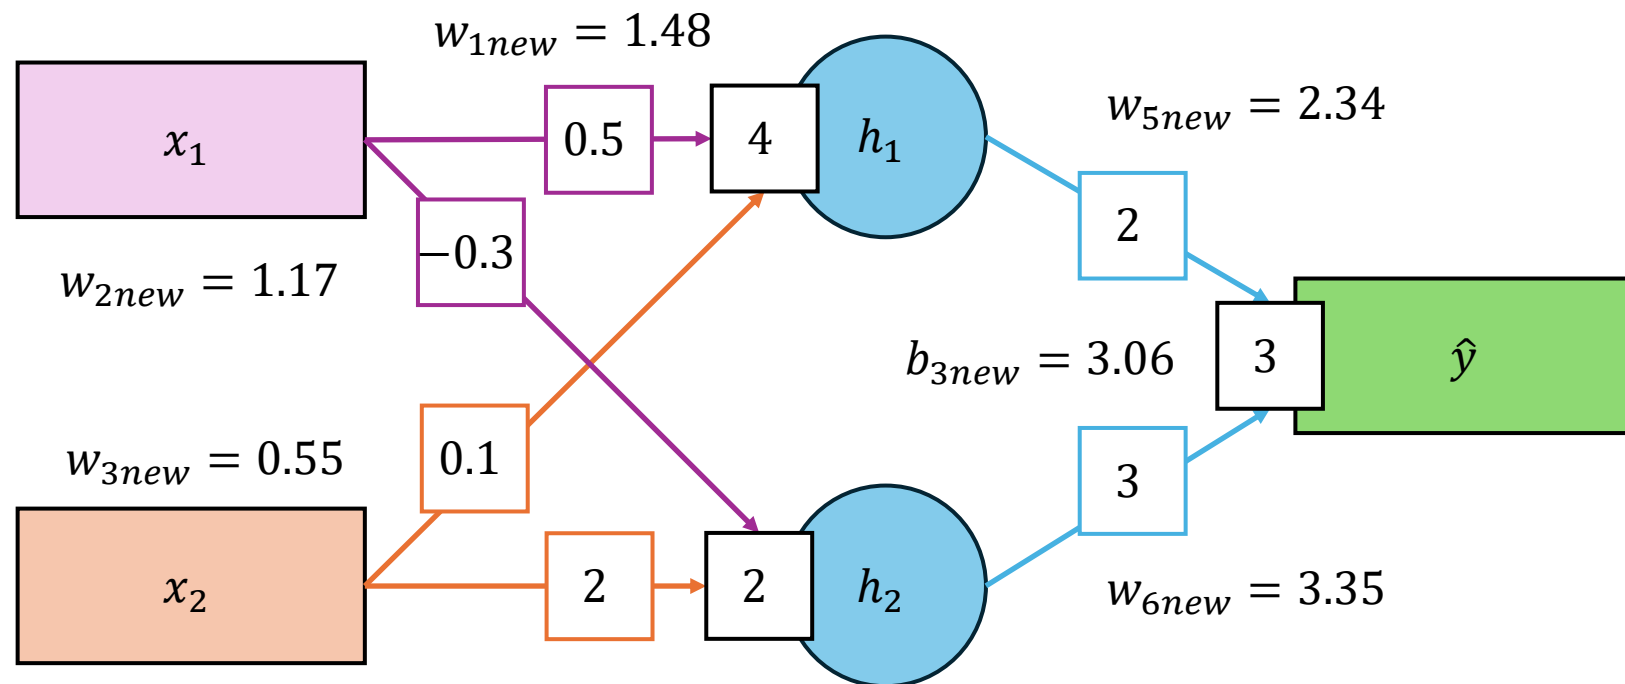 w₁ₙₑw = 1.48
x₁
0.5
4
h₁
w₅ₙₑw = 2.34
−0.3
2
w₂ₙₑw = 1.17
b₃ₙₑw = 3.06
3
ŷ
w₃ₙₑw = 0.55
0.1
3
x₂
2
2
h₂
w₆ₙₑw = 3.35